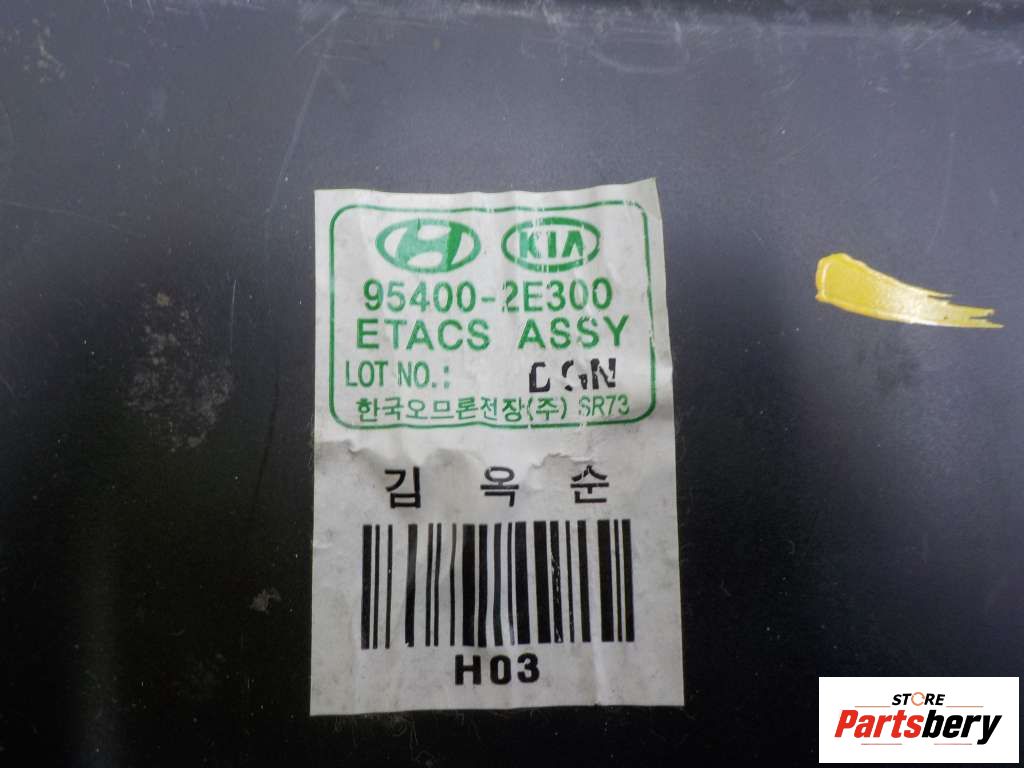 KIA
95400-2E300
ETACS ASSY
LOT NO.:
한국오므론전장(주) SR73
김 옥 순
H03
STORE
Partsbery